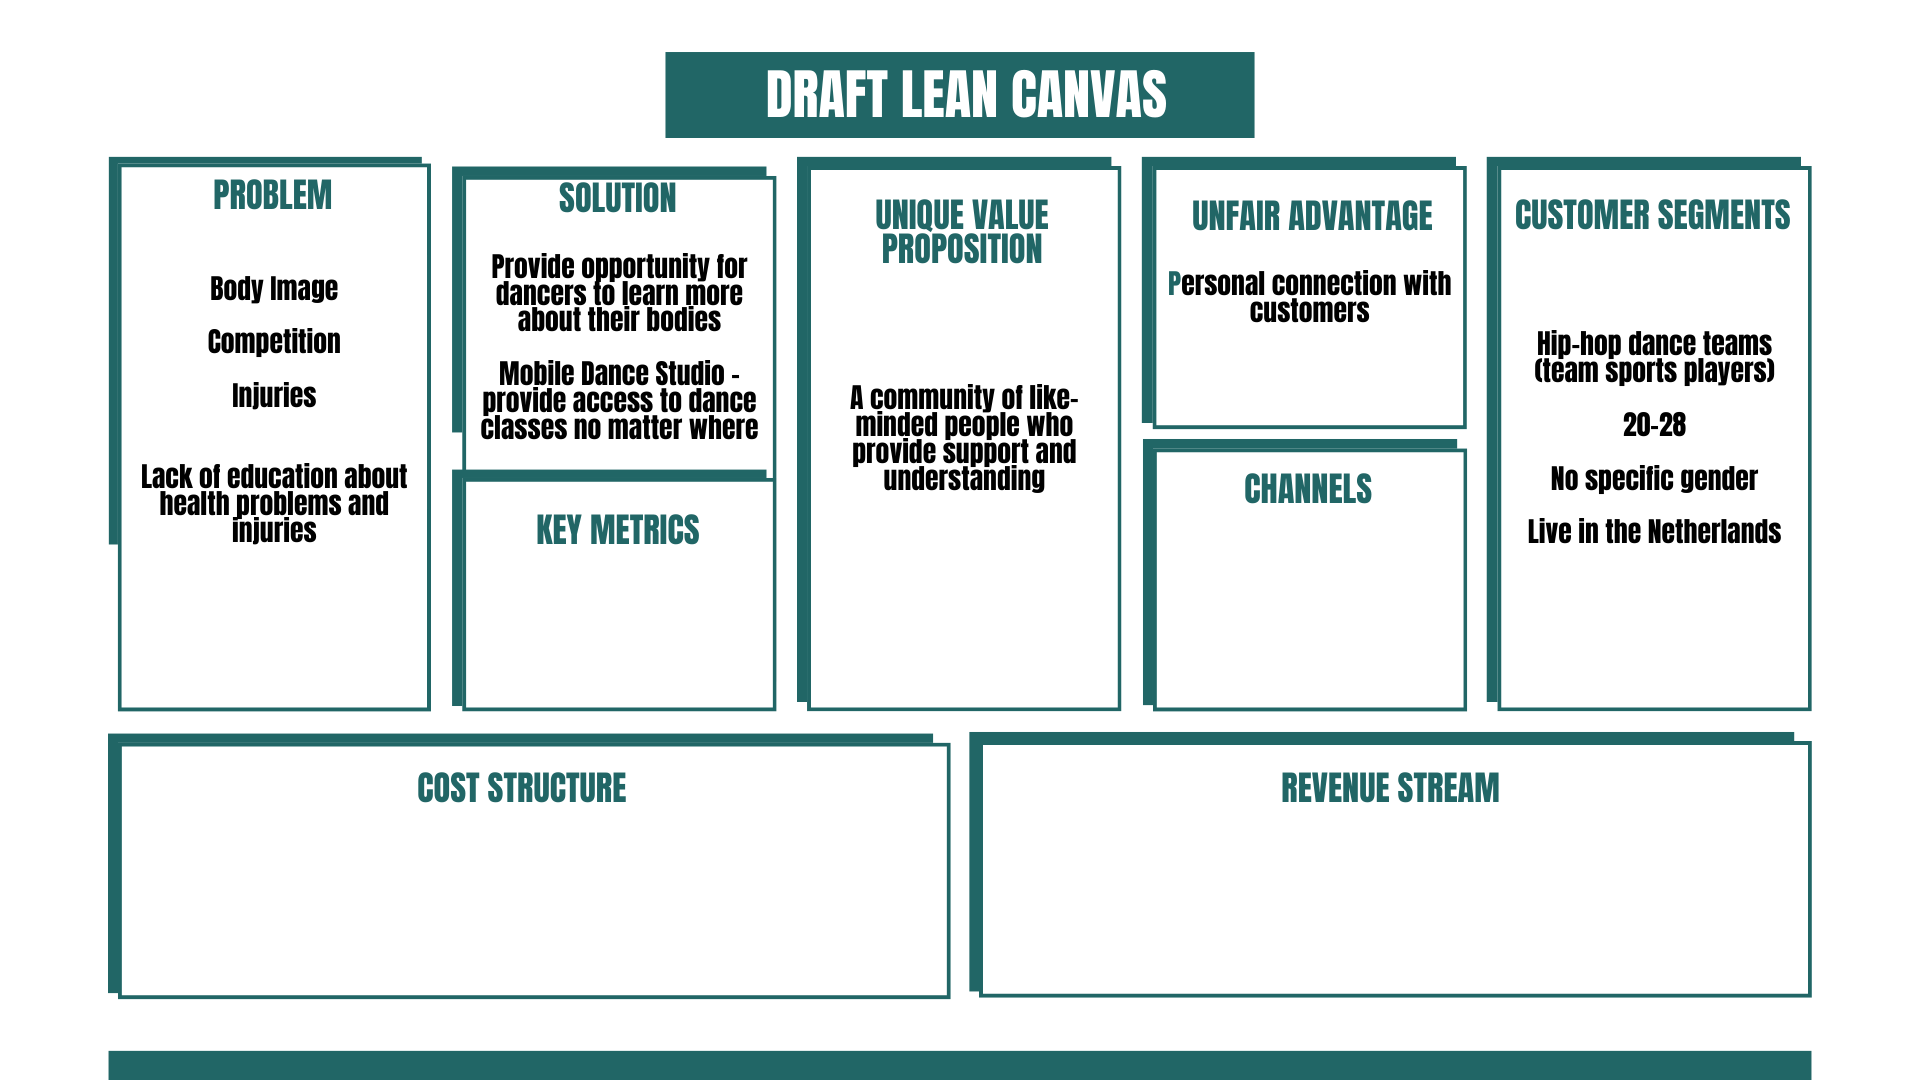 DRAFT LEAN CANVAS
PROBLEM
Body Image
Competition
Injuries
Lack of education about
health problems and
injuries
SOLUTION
Provide opportunity for
dancers to learn more
about their bodies
Mobile Dance Studio -
provide access to dance
classes no matter where
KEY METRICS
UNIQUE VALUE
PROPOSITION
A community of like-
minded people who
provide support and
understanding
UNFAIR ADVANTAGE
Personal connection with
customers
CHANNELS
CUSTOMER SEGMENTS
Hip-hop dance teams
(team sports players)
20-28
No specific gender
Live in the Netherlands
COST STRUCTURE
REVENUE STREAM